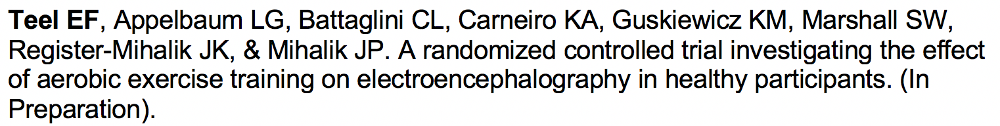 Teel EF, Appelbaum LG, Battaglini CL, Carneiro KA, Guskiewicz KM, Marshall SW,
Register-Mihalik JK, & Mihalik JP. A randomized controlled trial investigating the effect
of aerobic exercise training on electroencephalography in healthy participants. (In
Preparation).